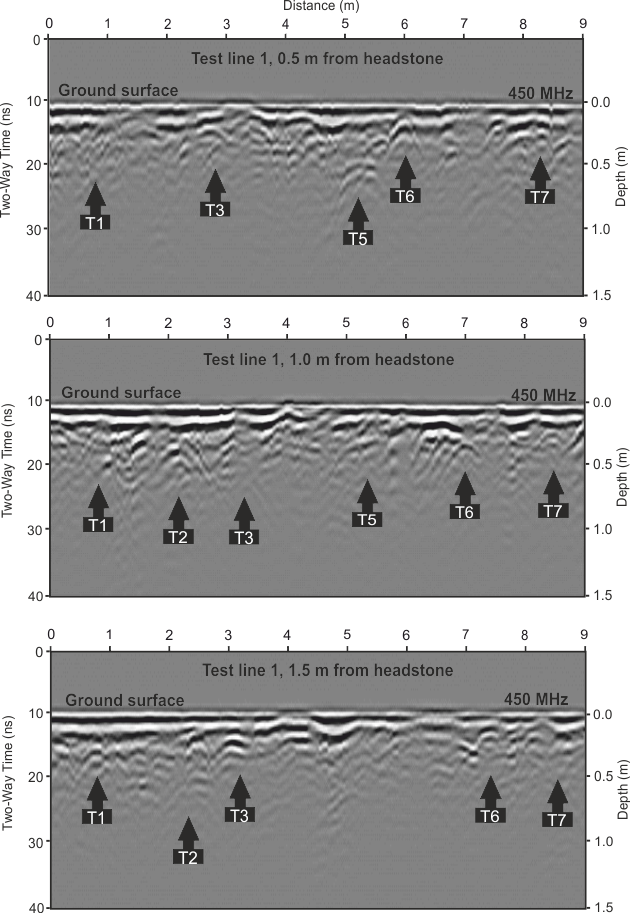 Distance (m)
0 1 2 3 4 5 6 7 8 9
0
Test line 1, 0.5 m from headstone
Ground surface
450 MHz
10
0.0
20
0.5
30
1.0
40
1.5
Two-Way Time (ns)
Depth (m)
T1
T3
T5
T6
T7
0 1 2 3 4 5 6 7 8 9
0
Test line 1, 1.0 m from headstone
Ground surface
450 MHz
10
0.0
20
0.5
30
1.0
40
1.5
Two-Way Time (ns)
Depth (m)
T1
T2
T3
T5
T6
T7
0 1 2 3 4 5 6 7 8 9
0
Test line 1, 1.5 m from headstone
Ground surface
450 MHz
10
0.0
20
0.5
30
1.0
40
1.5
Two-Way Time (ns)
Depth (m)
T1
T2
T3
T6
T7